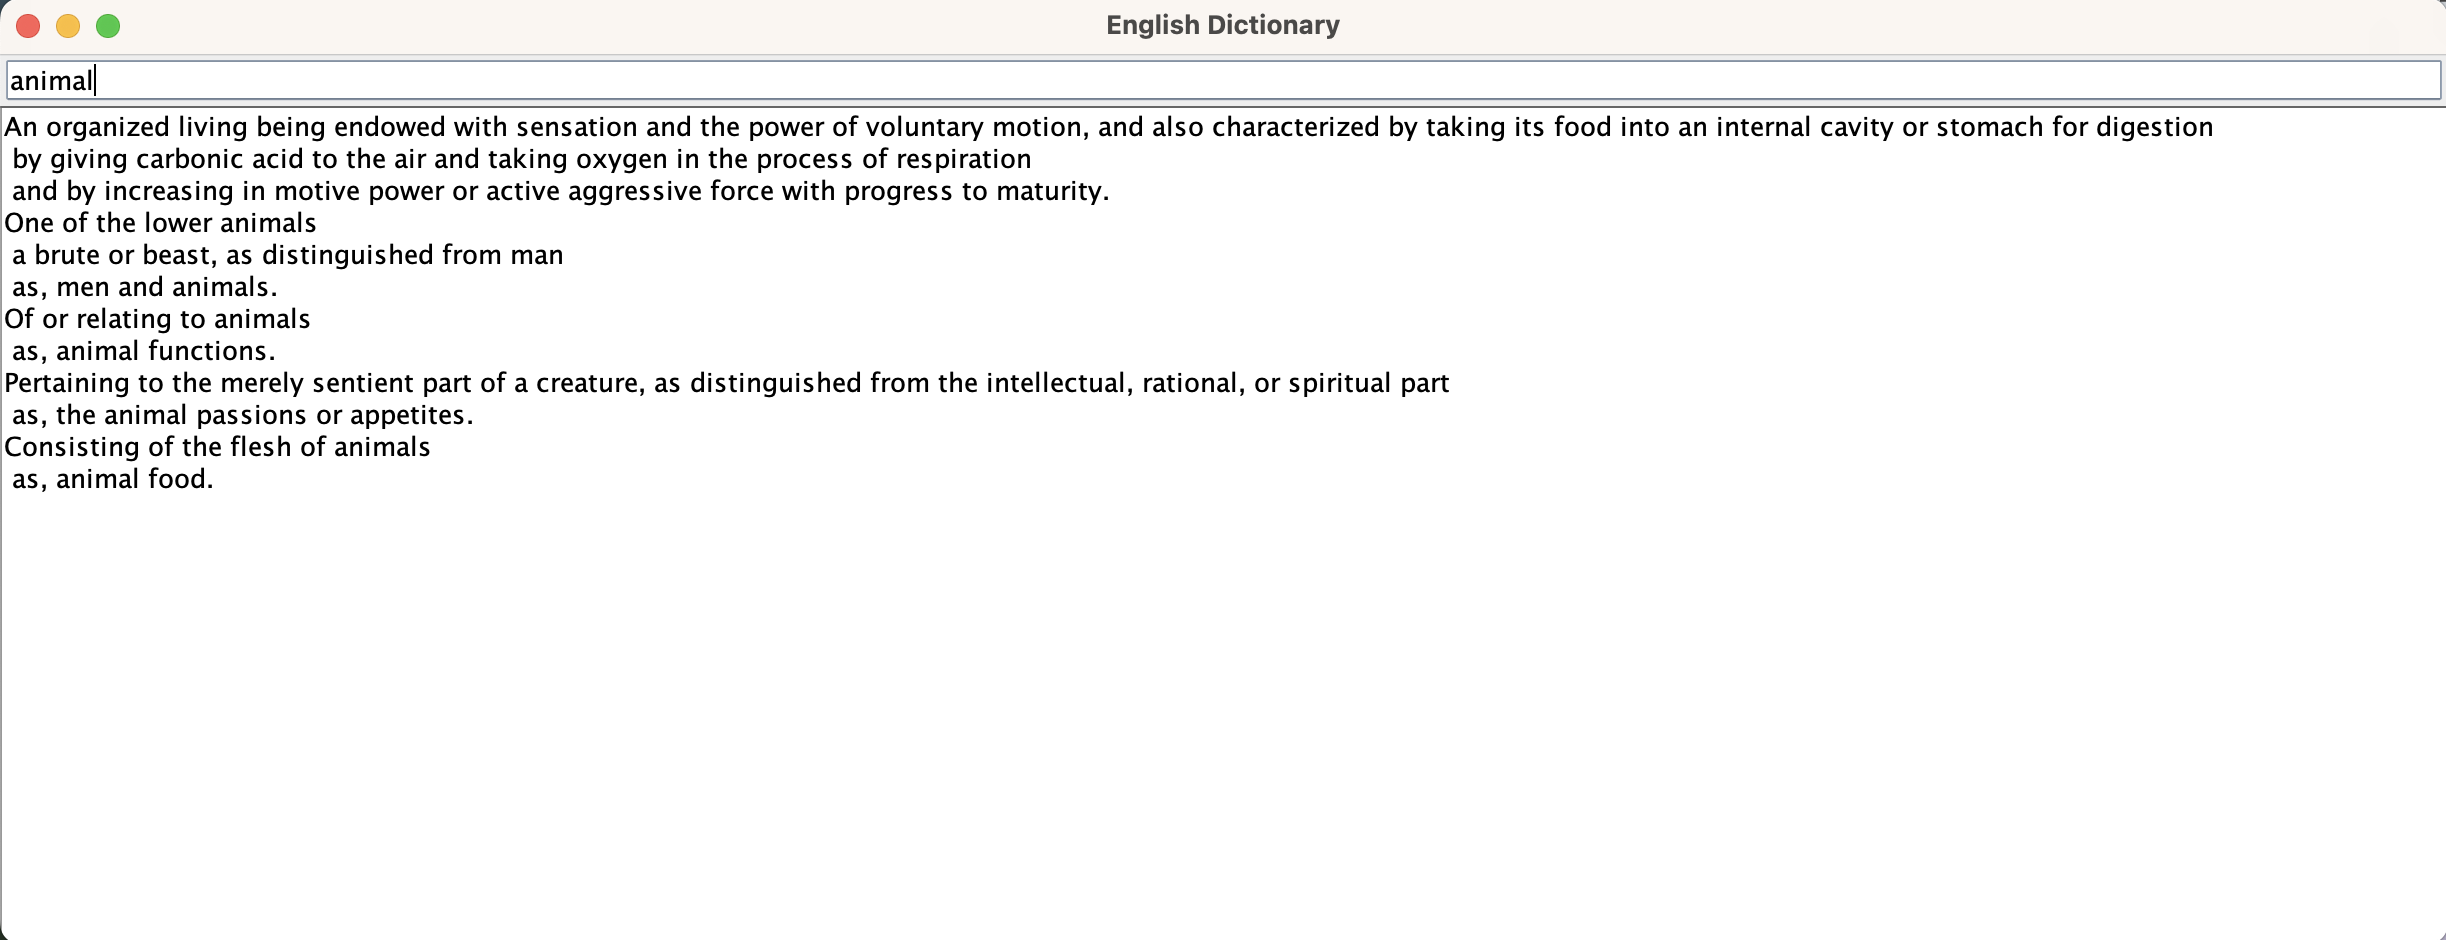 English Dictionary
animal
An organized living being endowed with sensation and the power of voluntary motion, and also characterized by taking its food into an internal cavity or stomach for digestion
by giving carbonic acid to the air and taking oxygen in the process of respiration
and by increasing in motive power or active aggressive force with progress to maturity.
One of the lower animals
a brute or beast, as distinguished from man
as, men and animals.
Of or relating to animals
as, animal functions.
Pertaining to the merely sentient part of a creature, as distinguished from the intellectual, rational, or spiritual part
as, the animal passions or appetites.
Consisting of the flesh of animals
as, animal food.